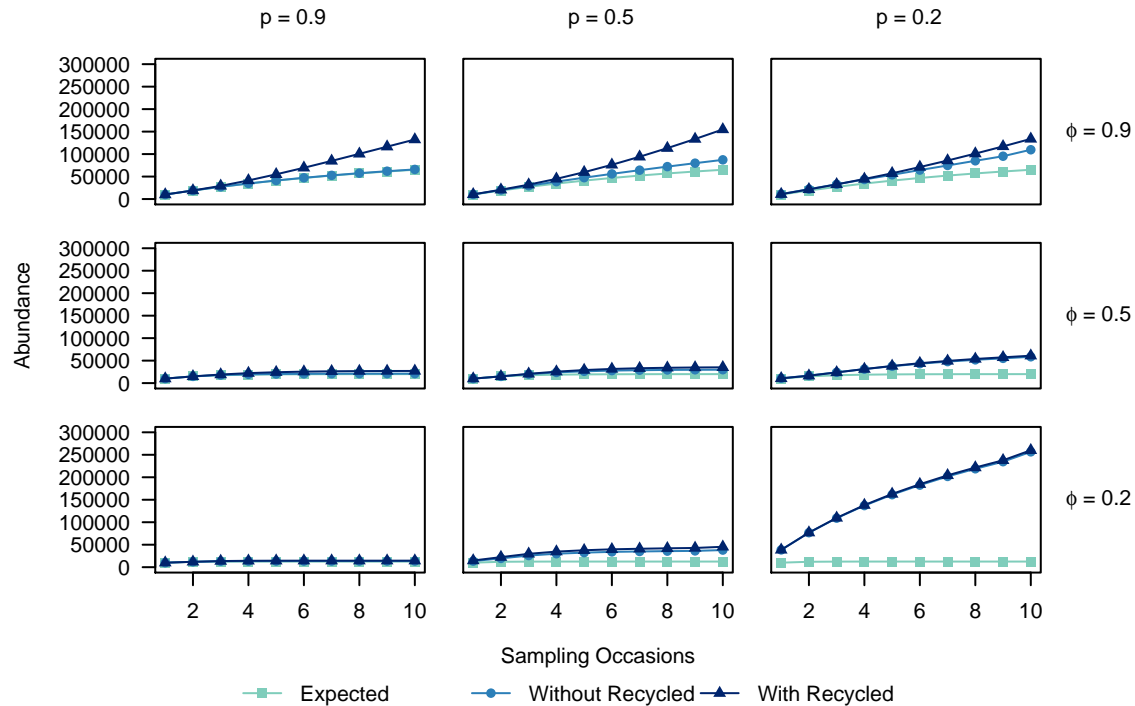 p = 0.9 p = 0.5 p = 0.2
300000
250000
200000
150000
100000
50000
0
ϕ = 0.9
300000
250000
200000
150000
100000
50000
0
ϕ = 0.5
Abundance
300000
250000
200000
150000
100000
50000
0
ϕ = 0.2
2 4 6 8 10 2 4 6 8 10 2 4 6 8 10
Sampling Occasions
Expected Without Recycled With Recycled